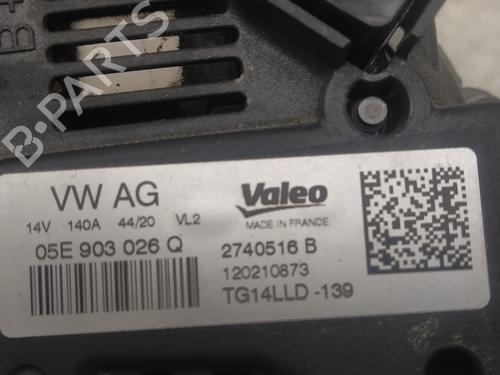 B+
B-PARTS
VW AG
14V 140A 44/20 VL2
05E 903 026 Q
Valeo
MADE IN FRANCE
2740516 B
120210873
TG14LLD -139